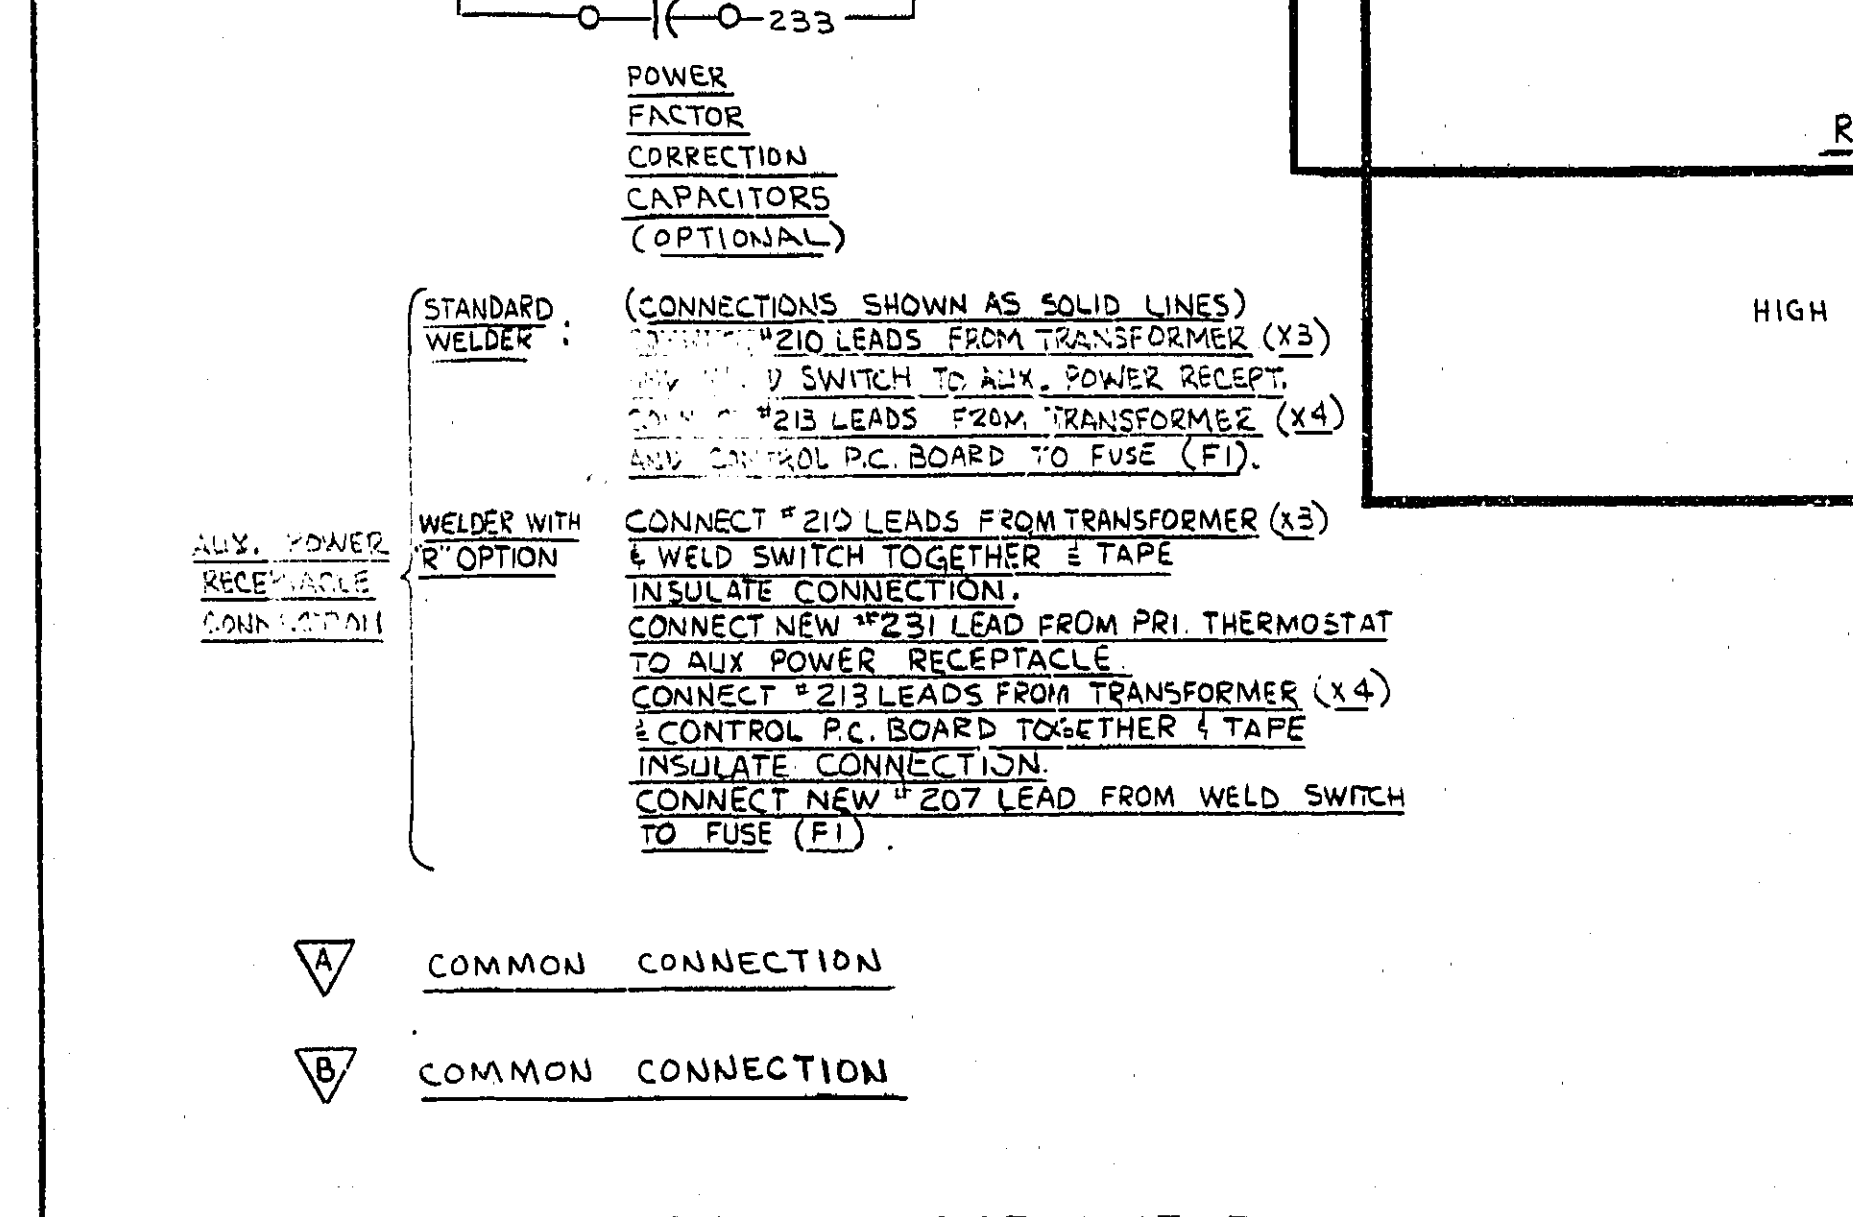 233
POWER
FACTOR
CORRECTION
CAPACITORS
(OPTIONAL)
R
HIGH
STANDARD
WELDER :
(CONNECTIONS SHOWN AS SOLID LINES)
#210 LEADS FROM TRANSFORMER (X3)
SWITCH TO AUX. POWER RECEPT.
#213 LEADS FROM TRANSFORMER (X4)
AND CONTROL P.C. BOARD TO FUSE (F1).
AUX. POWER
RECEPTACLE
CONNECTION
WELDER WITH
"R" OPTION
CONNECT #210 LEADS FROM TRANSFORMER (X3)
& WELD SWITCH TOGETHER & TAPE
INSULATE CONNECTION.
CONNECT NEW #231 LEAD FROM PRI. THERMOSTAT
TO AUX POWER RECEPTACLE.
CONNECT #213 LEADS FROM TRANSFORMER (X4)
& CONTROL P.C. BOARD TOGETHER & TAPE
INSULATE CONNECTION.
CONNECT NEW #207 LEAD FROM WELD SWITCH
TO FUSE (F1).
A COMMON CONNECTION
B COMMON CONNECTION